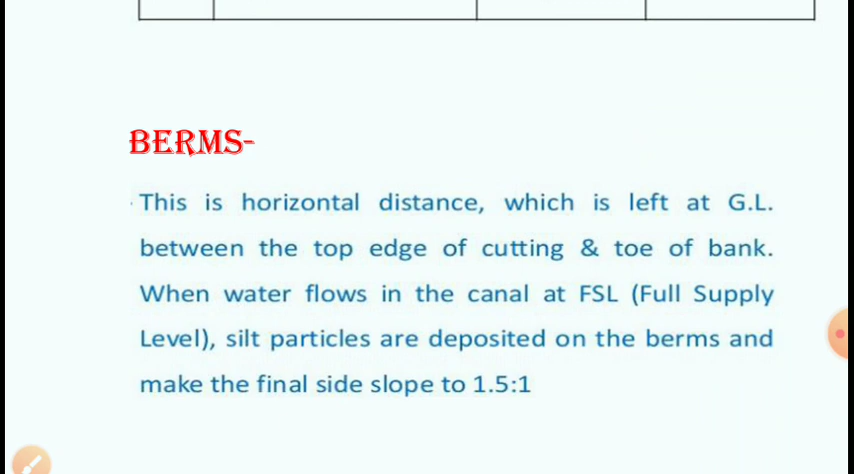 BERMS-
This is horizontal distance, which is left at G.L.
between the top edge of cutting & toe of bank.
When water flows in the canal at FSL (Full Supply
Level), silt particles are deposited on the berms and
make the final side slope to 1.5:1